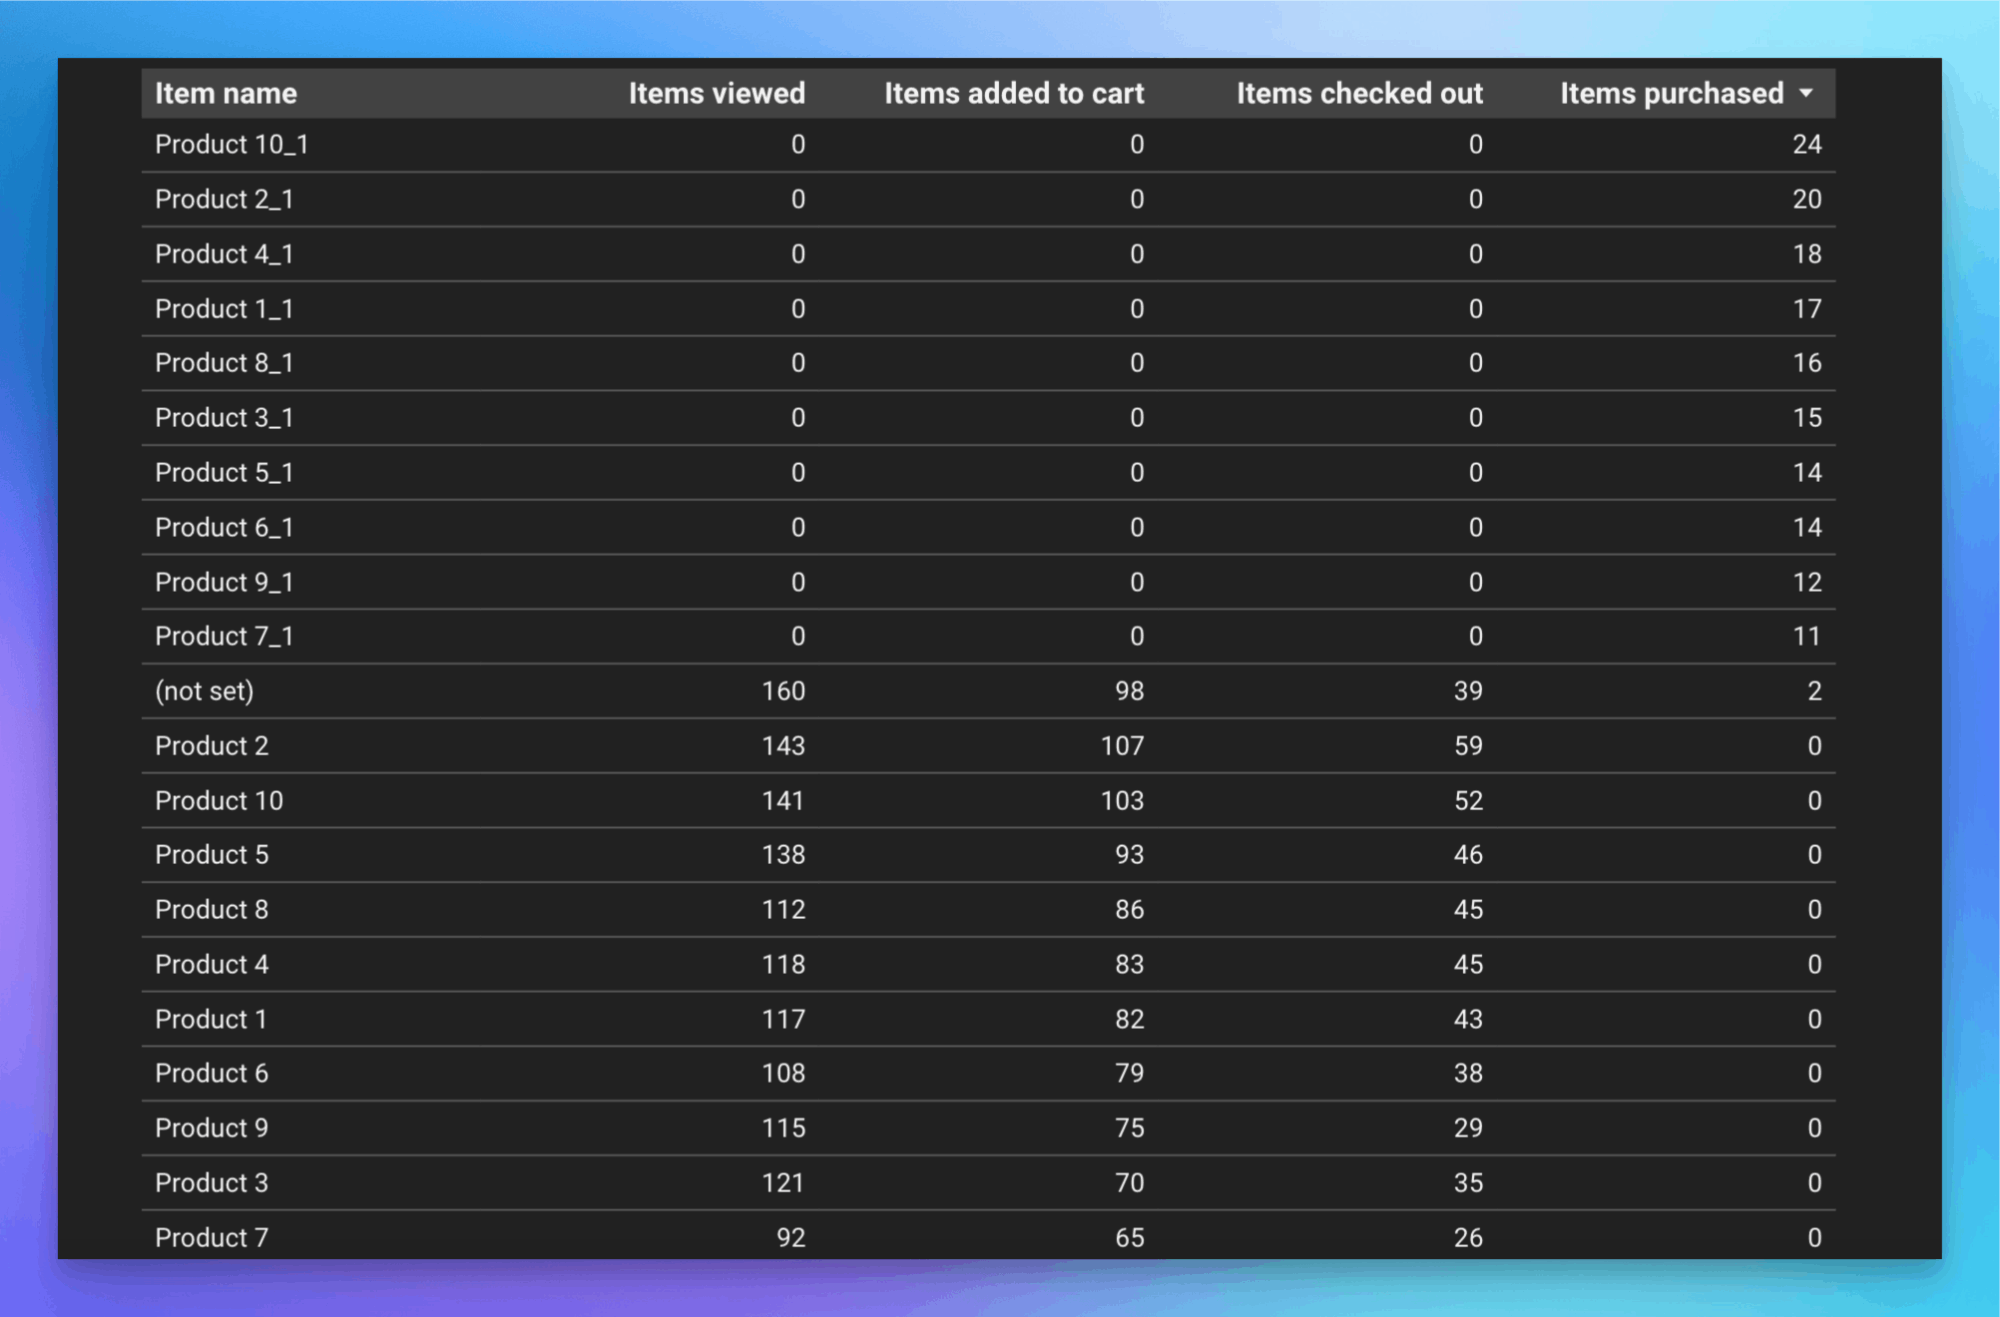 Item name Items viewed Items added to cart Items checked out Items purchased
Product 10_1 0 0 0 24
Product 2_1 0 0 0 20
Product 4_1 0 0 0 18
Product 1_1 0 0 0 17
Product 8_1 0 0 0 16
Product 3_1 0 0 0 15
Product 5_1 0 0 0 14
Product 6_1 0 0 0 14
Product 9_1 0 0 0 12
Product 7_1 0 0 0 11
(not set) 160 98 39 2
Product 2 143 107 59 0
Product 10 141 103 52 0
Product 5 138 93 46 0
Product 8 112 86 45 0
Product 4 118 83 45 0
Product 1 117 82 43 0
Product 6 108 79 38 0
Product 9 115 75 29 0
Product 3 121 70 35 0
Product 7 92 65 26 0